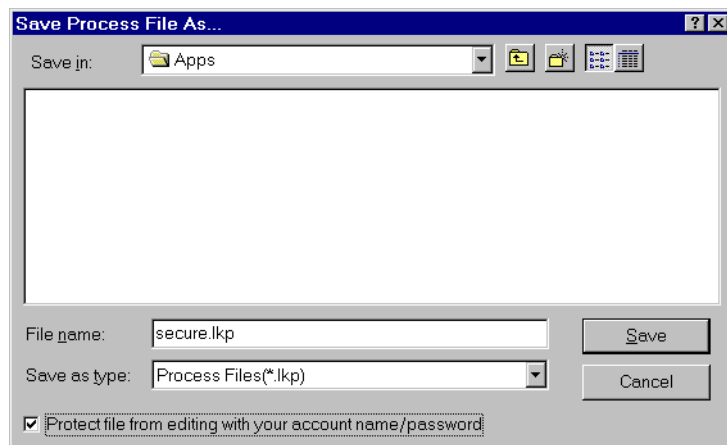 Save Process File As...
Save in: Apps
File name: secure.lkp
Save
Save as type: Process Files(*.lkp)
Cancel
Protect file from editing with your account name/password